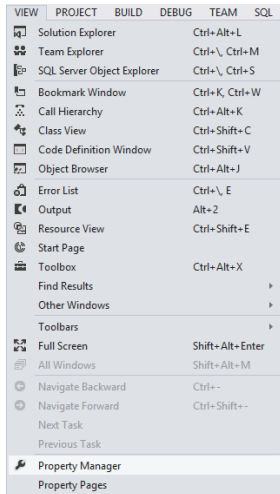 VIEW PROJECT BUILD DEBUG TEAM SQL
Solution Explorer Ctrl+Alt+L
Team Explorer Ctrl+\, Ctrl+M
SQL Server Object Explorer Ctrl+\, Ctrl+S
Bookmark Window Ctrl+K, Ctrl+W
Call Hierarchy Ctrl+Alt+K
Class View Ctrl+Shift+C
Code Definition Window Ctrl+Shift+V
Object Browser Ctrl+Alt+J
Error List Ctrl+\, E
Output Alt+2
Resource View Ctrl+Shift+E
Start Page
Toolbox Ctrl+Alt+X
Find Results
Other Windows
Toolbars
Full Screen Shift+Alt+Enter
All Windows Shift+Alt+M
Navigate Backward Ctrl+-
Navigate Forward Ctrl+Shift+-
Next Task
Previous Task
Property Manager
Property Pages